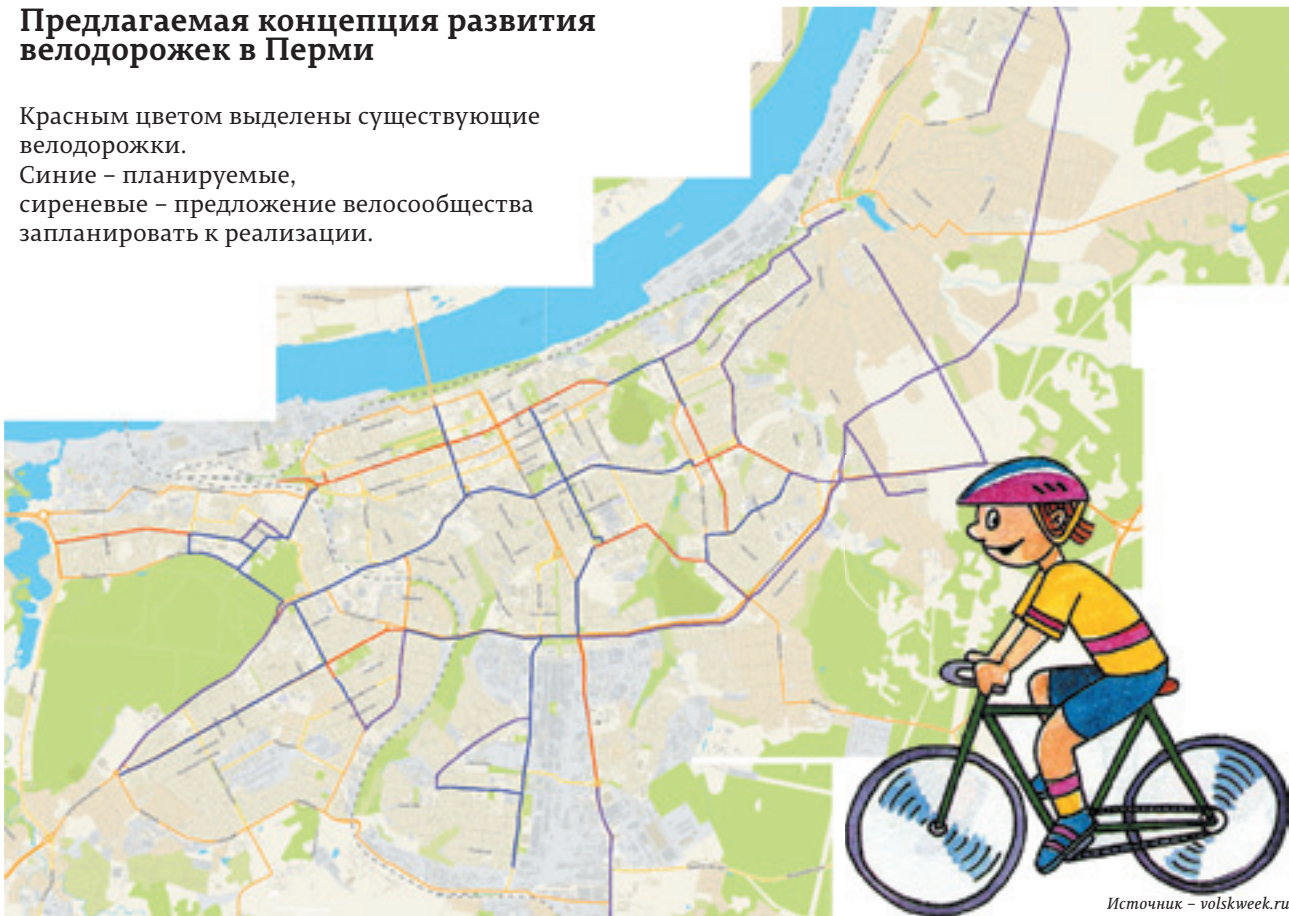 Предлагаемая концепция развития
велодорожек в Перми
Красным цветом выделены существующие
велодорожки.
Синие – планируемые,
сиреневые – предложение велосообщества
запланировать к реализации.
Источник – volskweek.ru